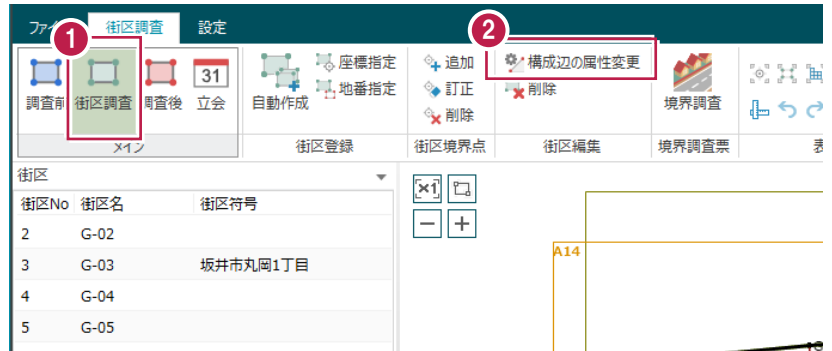 ファイ 街区調査 設定
1
2
調査前 街区調査 調査後 31 立会
自動作成
座標指定
地番指定
追加
訂正
削除
構成辺の属性変更
削除
境界調査
×1
メイン 街区登録 街区境界点 街区編集 境界調査票 表
街区
街区No 街区名 街区符号
2 G-02
3 G-03 坂井市丸岡1丁目
4 G-04
5 G-05
A14